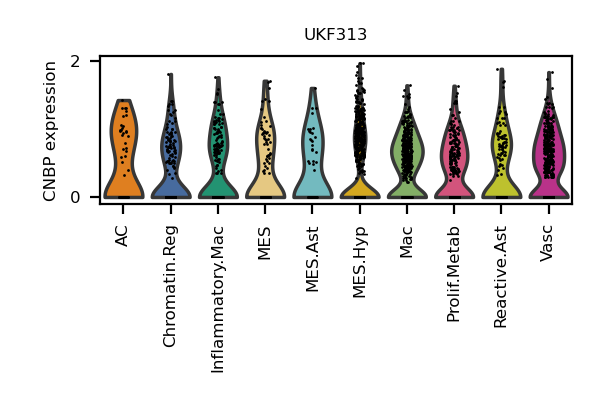 UKF313
CNBP expression
2
0
AC
Chromatin.Reg
Inflammatory.Mac
MES
MES.Ast
MES.Hyp
Mac
Prolif.Metab
Reactive.Ast
Vasc